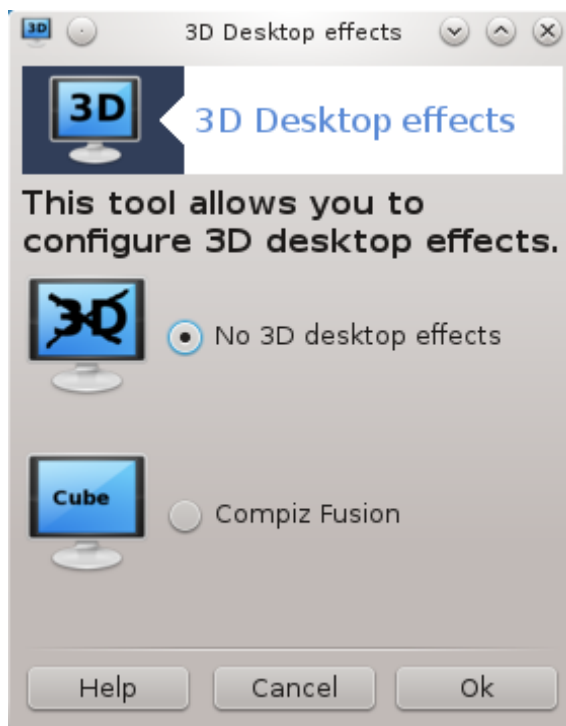 3D
3D Desktop effects
3D
3D Desktop effects
This tool allows you to
configure 3D desktop effects.
3D
No 3D desktop effects
Cube
Compiz Fusion
Help
Cancel
Ok